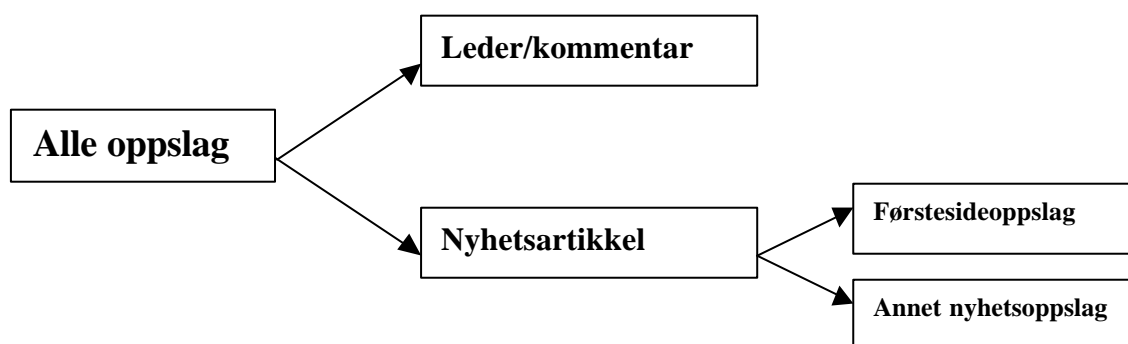 Leder/kommentar
Alle oppslag
Nyhetsartikkel
Førstesideoppslag
Annet nyhetsoppslag